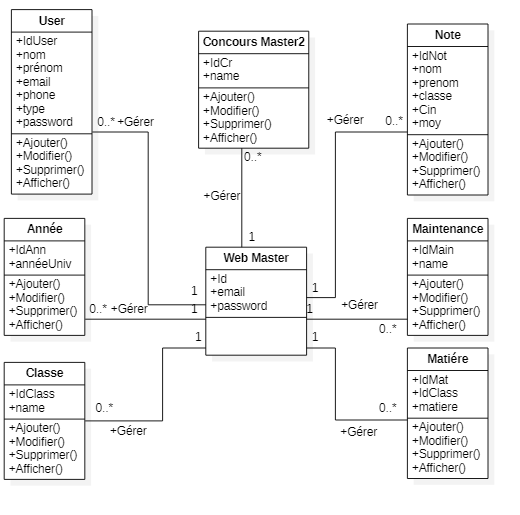 User
+IdUser
+nom
+prénom
+email
+phone
+type
+password
+Ajouter()
+Modifier()
+Supprimer()
+Afficher()
0..* +Gérer
Concours Master2
+IdCr
+name
+Ajouter()
+Modifier()
+Supprimer()
+Afficher()
0..*
+Gérer
1
Note
+IdNot
+nom
+prenom
+classe
+Cin
+moy
+Ajouter()
+Modifier()
+Supprimer()
+Afficher()
+Gérer 0..*
Année
+IdAnn
+annéeUniv
+Ajouter()
+Modifier()
+Supprimer()
+Afficher()
0..* +Gérer
Web Master
+Id
+email
+password
1
1
1
1
1
1
Maintenance
+IdMain
+name
+Ajouter()
+Modifier()
+Supprimer()
+Afficher()
+Gérer
0..*
Classe
+IdClass
+name
+Ajouter()
+Modifier()
+Supprimer()
+Afficher()
0..*
+Gérer
Matiére
+IdMat
+IdClass
+matiere
+Ajouter()
+Modifier()
+Supprimer()
+Afficher()
0..*
+Gérer